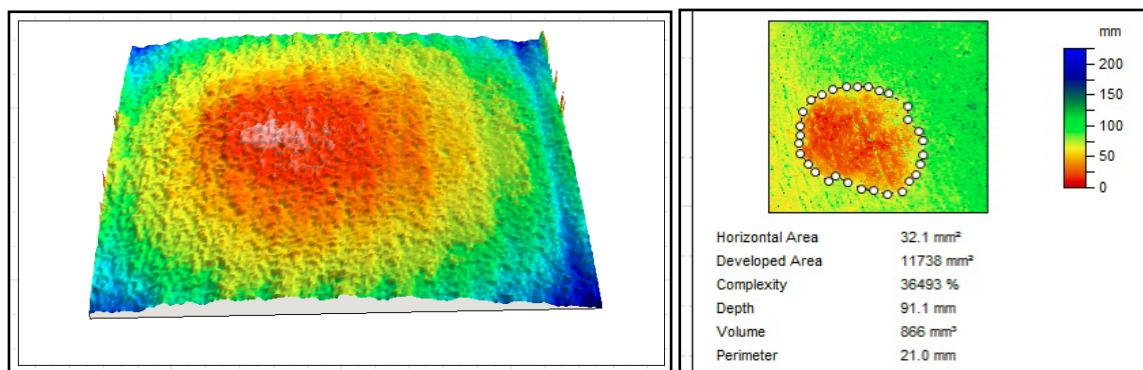 mm
200
150
100
50
0
Horizontal Area 32.1 mm²
Developed Area 11738 mm²
Complexity 36493 %
Depth 91.1 mm
Volume 866 mm³
Perimeter 21.0 mm